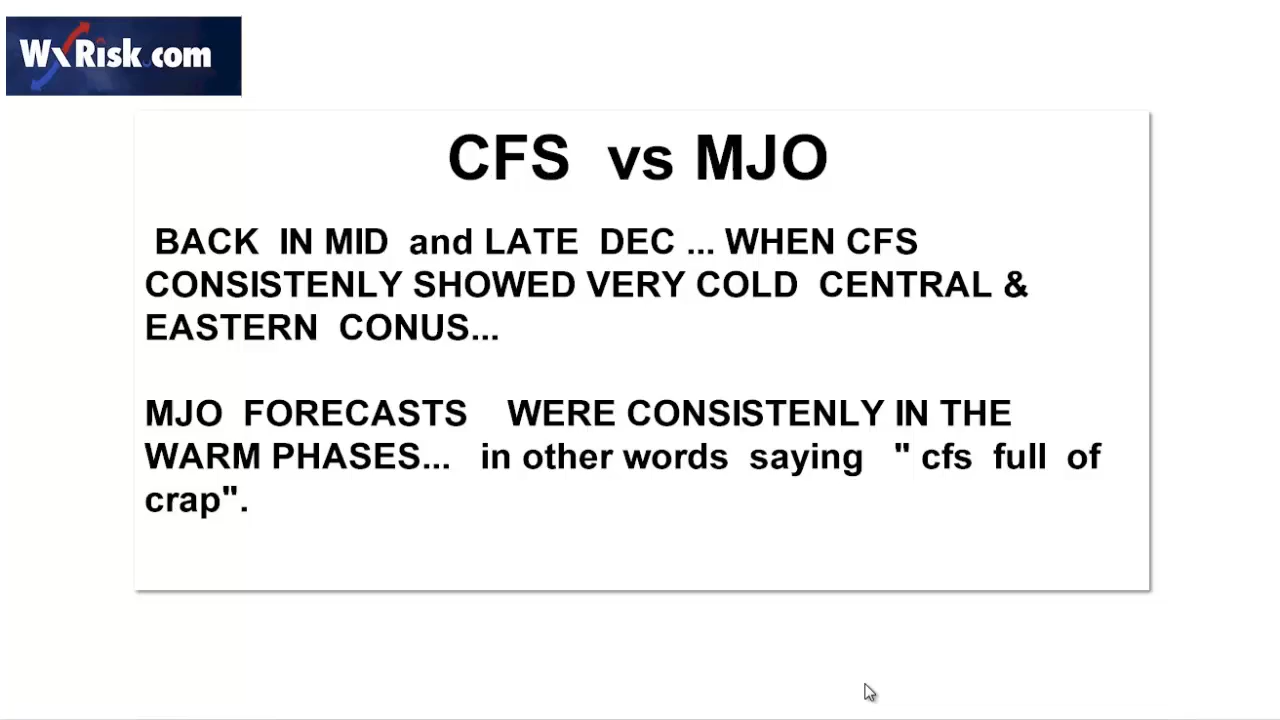 WxRisk.com
CFS vs MJO
BACK IN MID and LATE DEC ... WHEN CFS
CONSISTENLY SHOWED VERY COLD CENTRAL &
EASTERN CONUS...
MJO FORECASTS WERE CONSISTENLY IN THE
WARM PHASES... in other words saying " cfs full of
crap".